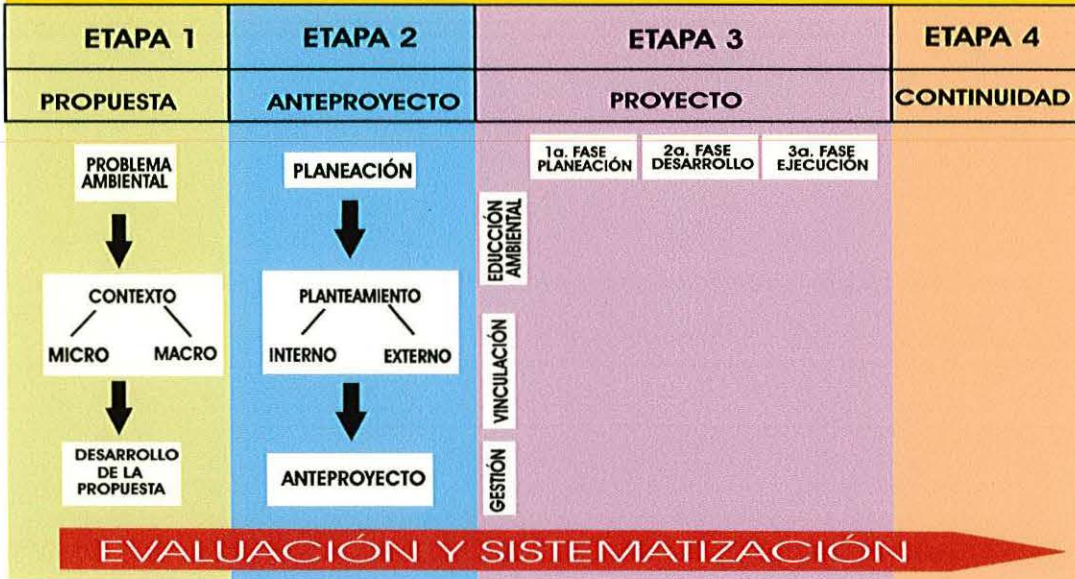 ETAPA 1
ETAPA 2
ETAPA 3
ETAPA 4
PROPUESTA
ANTEPROYECTO
PROYECTO
CONTINUIDAD
PROBLEMA
AMBIENTAL
CONTEXTO
MICRO MACRO
DESARROLLO
DE LA
PROPUESTA
PLANEACIÓN
PLANTEAMIENTO
INTERNO EXTERNO
ANTEPROYECTO
1a. FASE
PLANEACIÓN
2a. FASE
DESARROLLO
3a. FASE
EJECUCIÓN
EDUCCIÓN
AMBIENTAL
VINCULACIÓN
GESTIÓN
EVALUACIÓN Y SISTEMATIZACIÓN